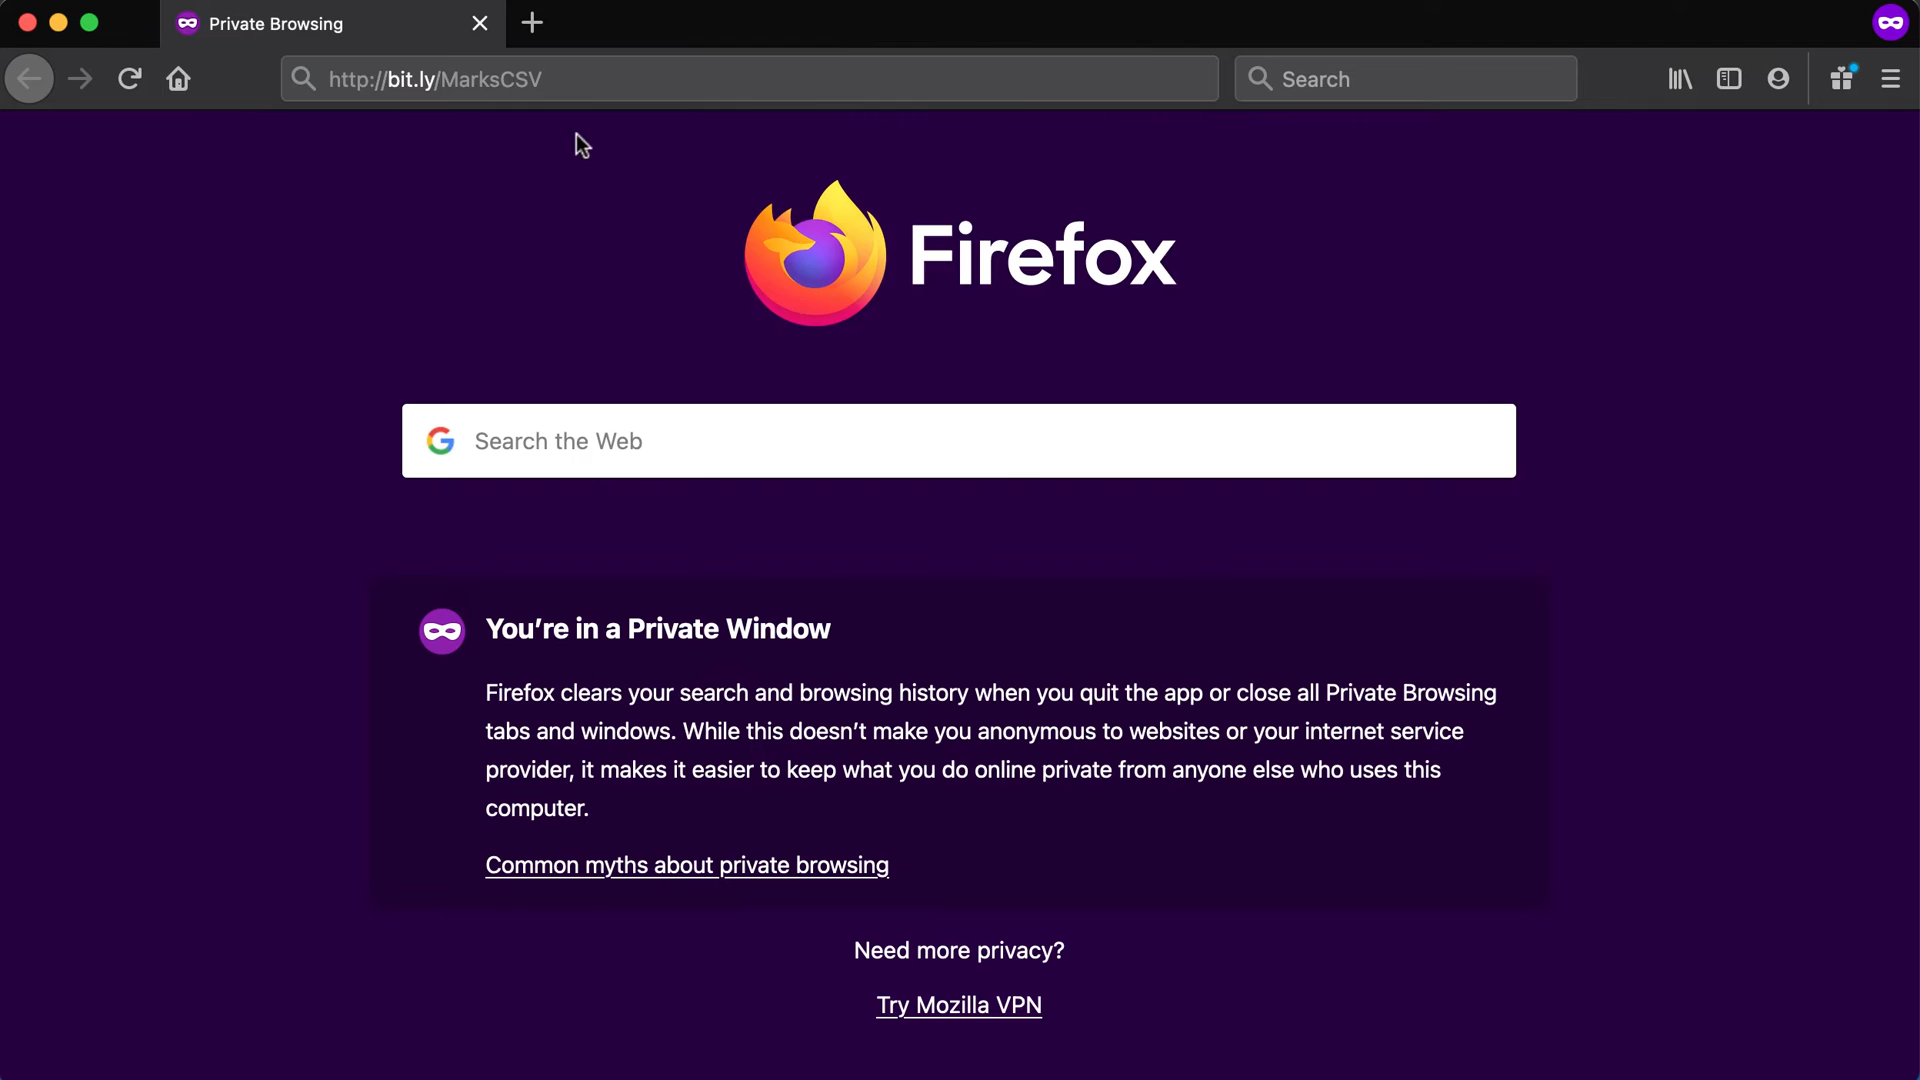 Private Browsing
http://bit.ly/MarksCSV
Search
Firefox
Search the Web
You’re in a Private Window
Firefox clears your search and browsing history when you quit the app or close all Private Browsing
tabs and windows. While this doesn’t make you anonymous to websites or your internet service
provider, it makes it easier to keep what you do online private from anyone else who uses this
computer.
Common myths about private browsing
Need more privacy?
Try Mozilla VPN